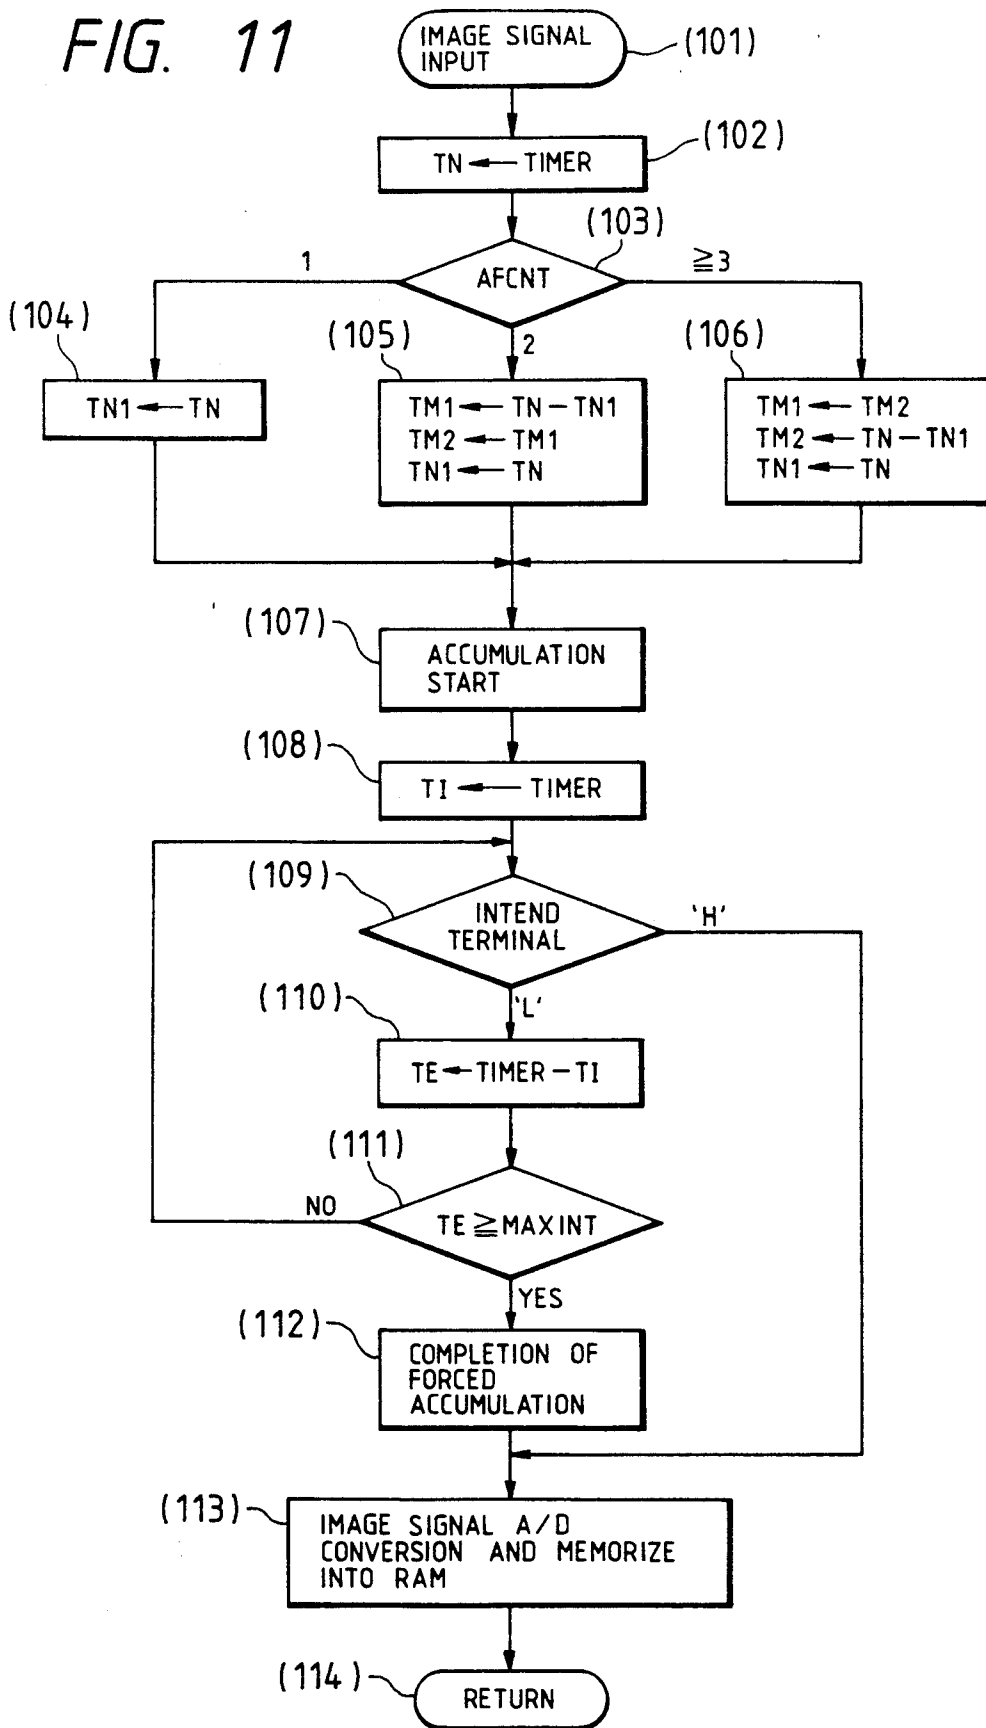 FIG. 11
IMAGE SIGNAL
INPUT
(101)
TN ← TIMER
(102)
AFCNT
(103)
1
2
≧3
(104)
TN1 ← TN
(105)
TM1 ← TN – TN1
TM2 ← TM1
TN1 ← TN
(106)
TM1 ← TM2
TM2 ← TN – TN1
TN1 ← TN
(107)
ACCUMULATION
START
(108)
TI ← TIMER
(109)
INTEND
TERMINAL
'H'
'L'
(110)
TE ← TIMER – TI
(111)
TE ≧ MAXINT
NO
YES
(112)
COMPLETION OF
FORCED
ACCUMULATION
(113)
IMAGE SIGNAL A/D
CONVERSION AND MEMORIZE
INTO RAM
(114)
RETURN